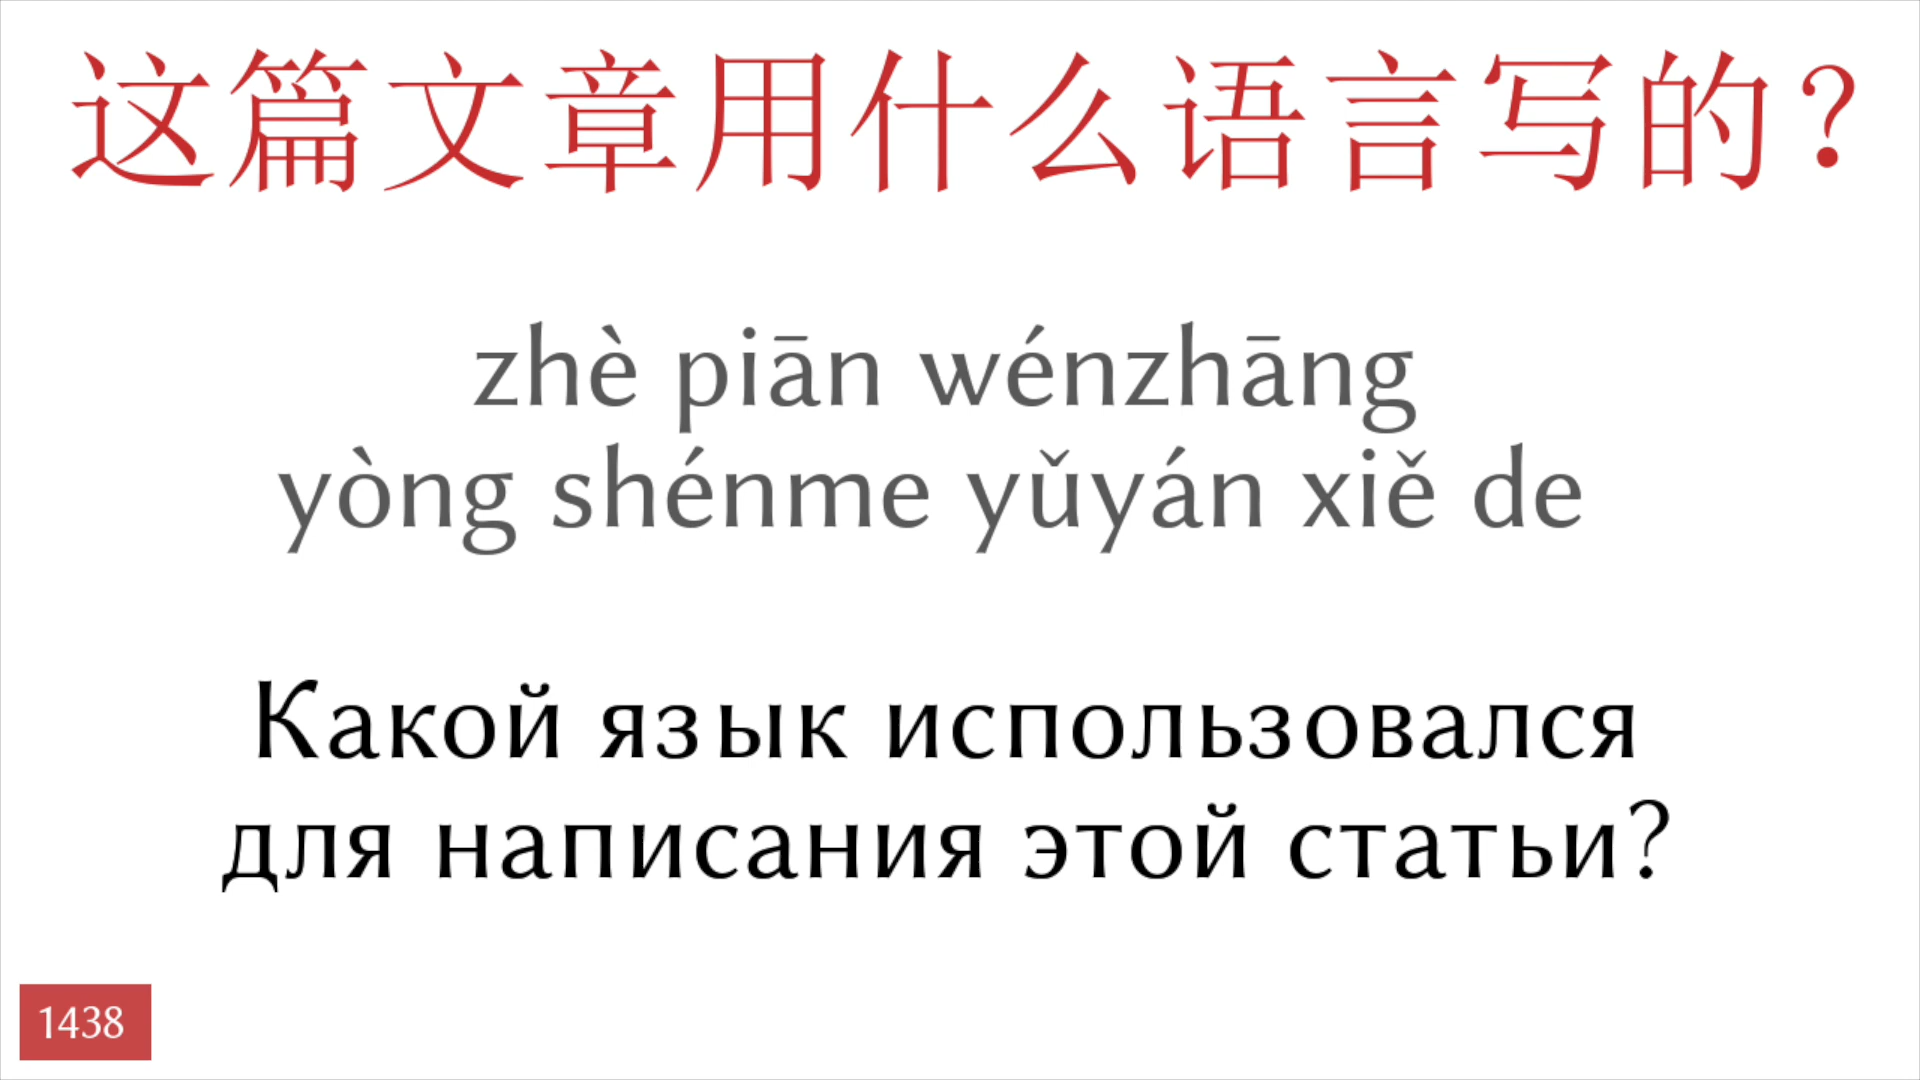 这篇文章用什么语言写的？
zhè piān wénzhāng
yòng shénme yǔyán xiě de
Какой язык использовался
для написания этой статьи?
1438